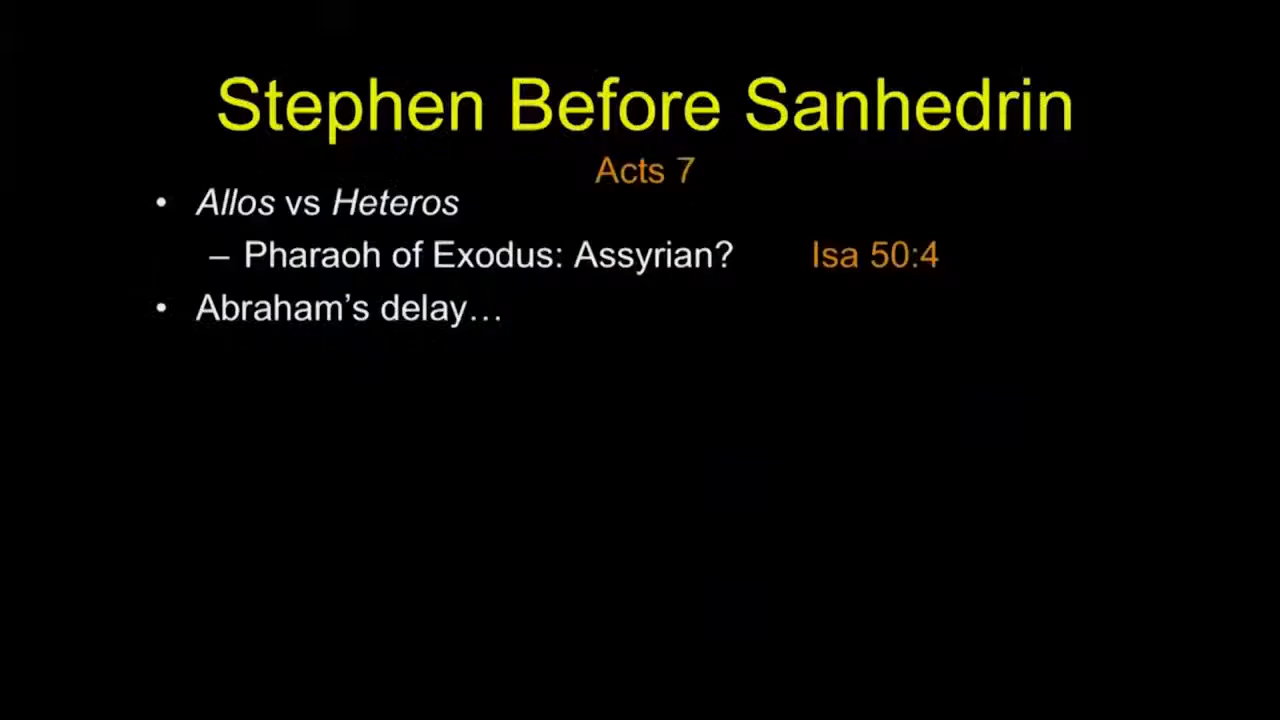 Stephen Before Sanhedrin
Acts 7
• Allos vs Heteros
– Pharaoh of Exodus: Assyrian? Isa 50:4
• Abraham’s delay…